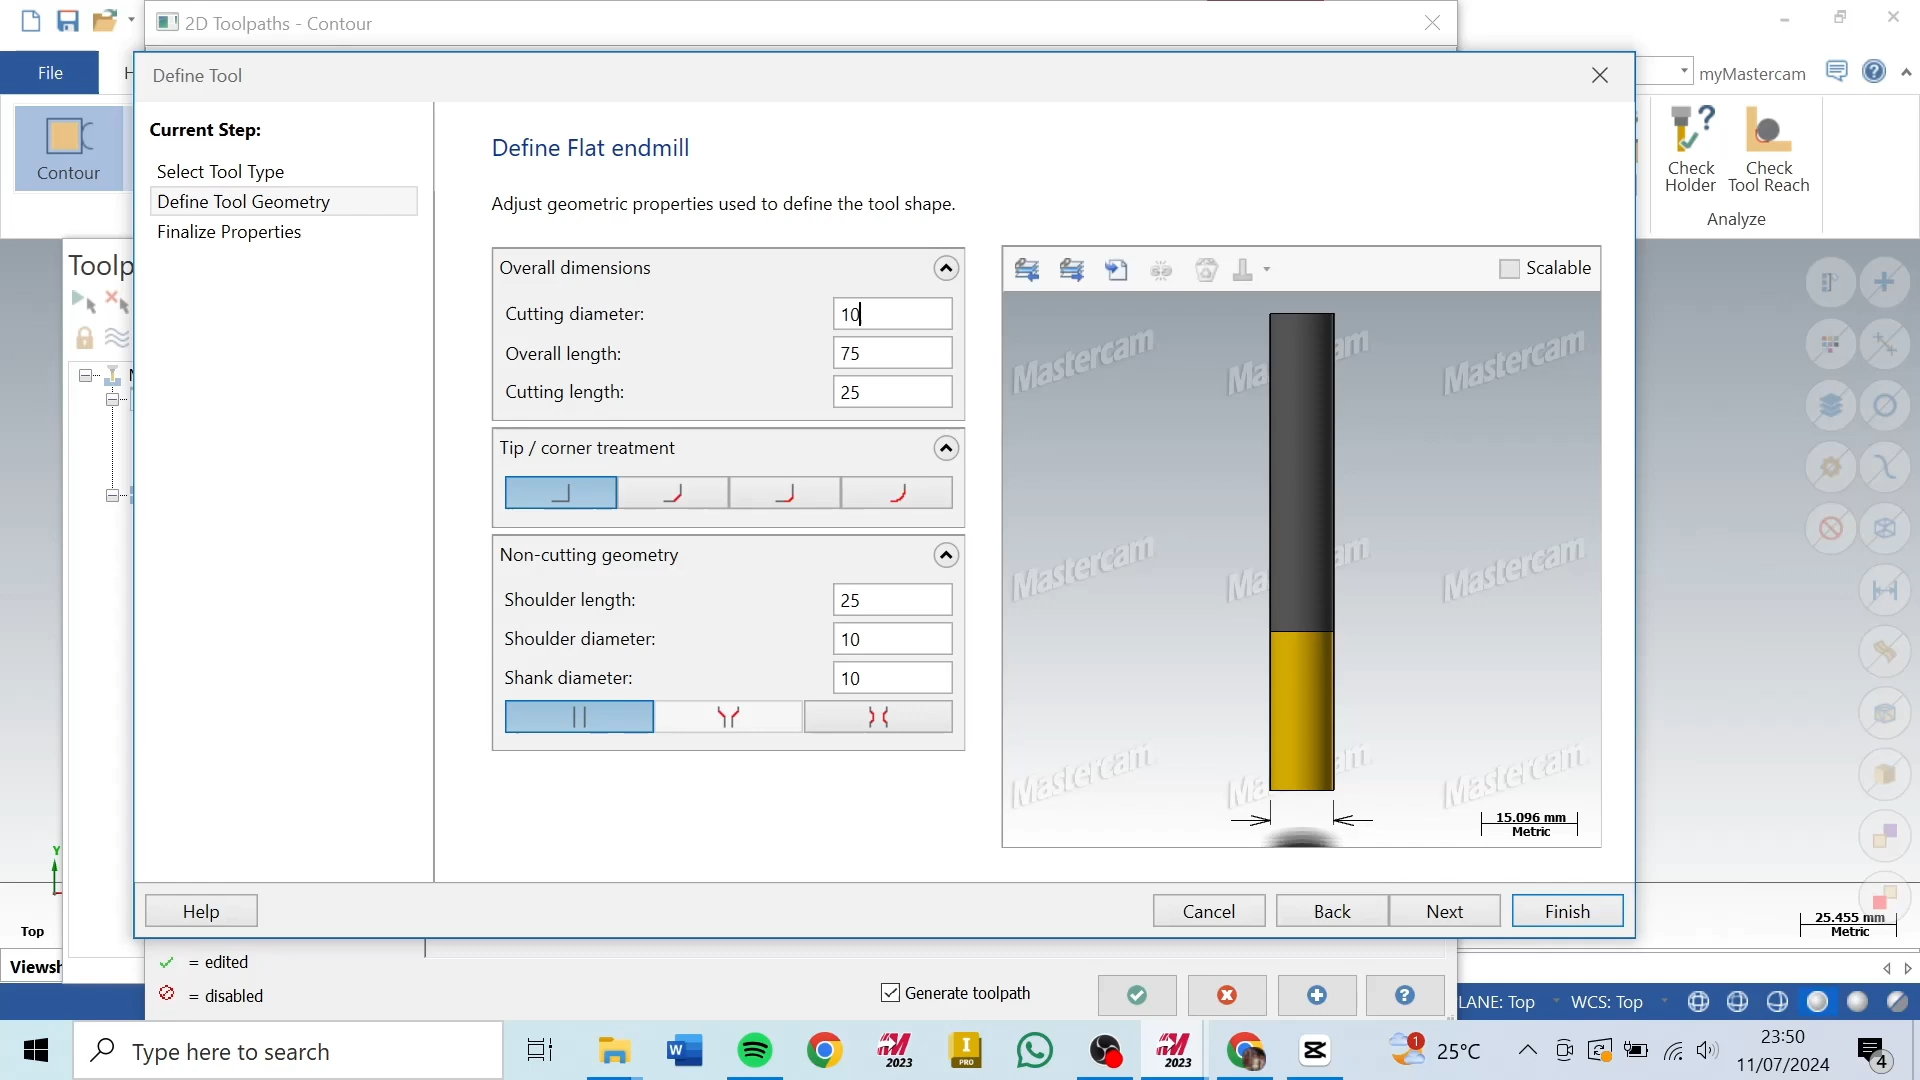 2D Toolpaths - Contour
File
H
myMastercam
Define Tool
Contour
Check Holder
Check Tool Reach
Analyze
Current Step:
Select Tool Type
Define Tool Geometry
Finalize Properties
Define Flat endmill
Adjust geometric properties used to define the tool shape.
Overall dimensions
Cutting diameter: 10
Overall length: 75
Cutting length: 25
Tip / corner treatment
Non-cutting geometry
Shoulder length: 25
Shoulder diameter: 10
Shank diameter: 10
Scalable
Mastercam
Mastercam
Mastercam
Mastercam
Mastercam
Mastercam
15.096 mm
Metric
Toolp
Y
Top
Viewsh
Help
Cancel
Back
Next
Finish
25.455 mm
Metric
= edited
= disabled
Generate toolpath
LANE: Top
WCS: Top
Type here to search
2023
PRO
2023
1
25°C
23:50
11/07/2024
4